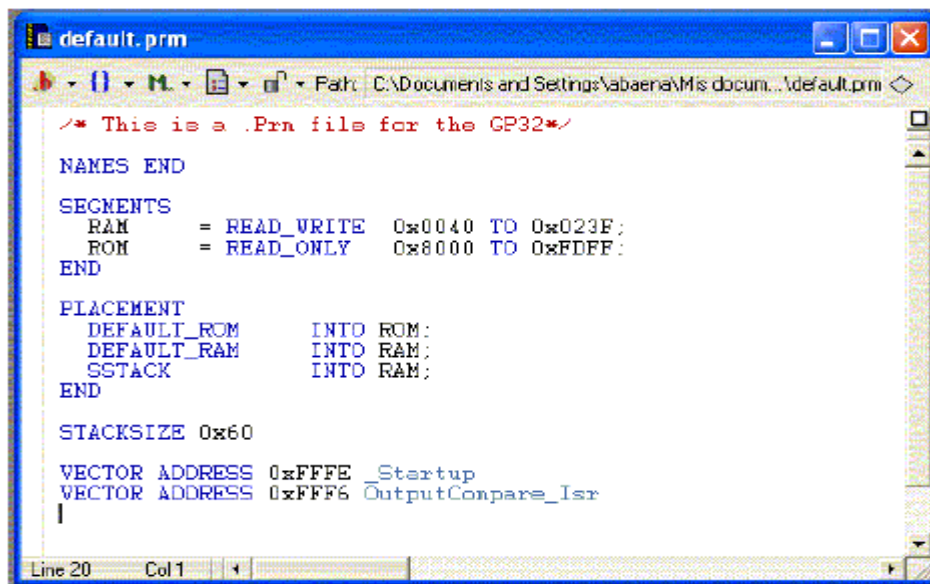 default.prm
Path: C:\Documents and Settings\abaena\Mis docum...\default.prm
/* This is a .Prm file for the GP32*/
NAMES END
SEGMENTS
RAM = READ_WRITE 0x0040 TO 0x023F;
ROM = READ_ONLY 0x8000 TO 0xFDFF;
END
PLACEMENT
DEFAULT_ROM INTO ROM;
DEFAULT_RAM INTO RAM;
SSTACK INTO RAM;
END
STACKSIZE 0x60
VECTOR ADDRESS 0xFFFE _Startup
VECTOR ADDRESS 0xFFF6 OutputCompare_Isr
Line 20 Col 1